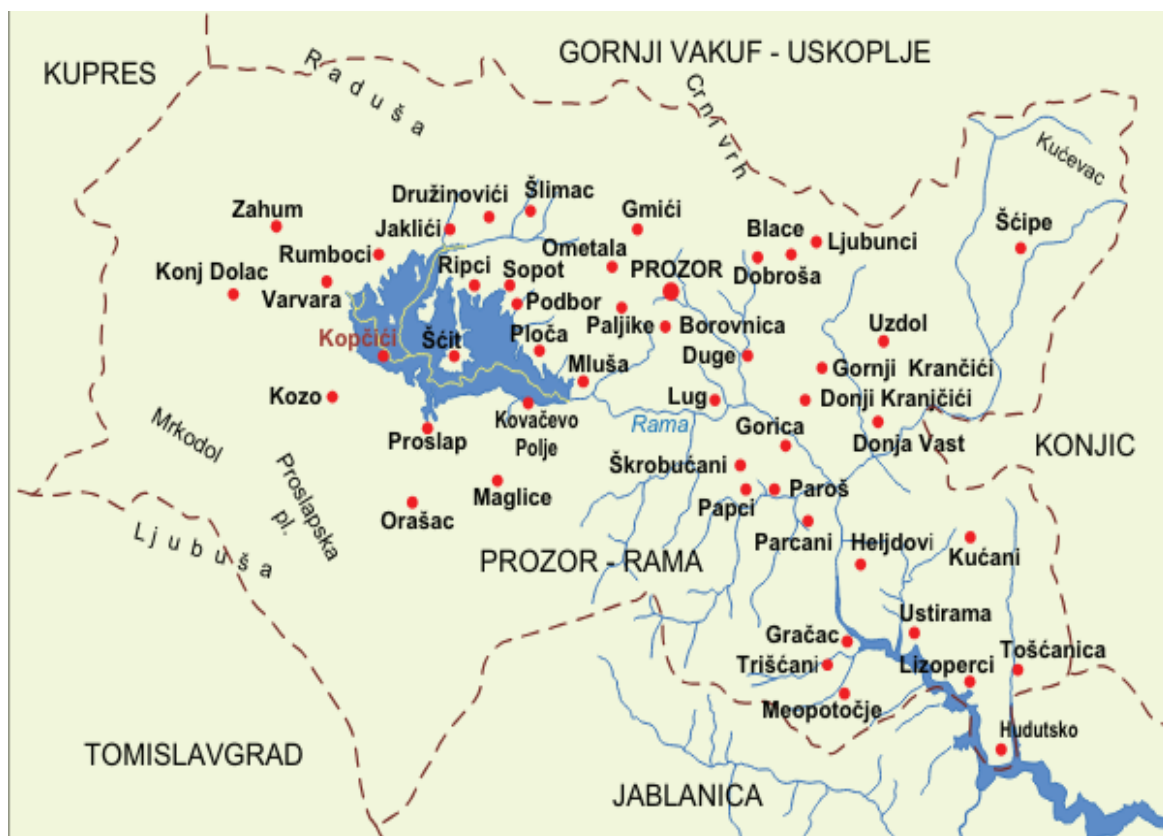 GORNJI VAKUF - USKOPLJE
KUPRES
Raduša
Crni vrh
Kućevac
Družinovići
Šlimac
Zahum
Jaklići
Gmići
Blace
Ljubunci
Šćipe
Rumboci
Ometala
Konj Dolac
Ripci
Sopot
PROZOR
Dobroša
Varvara
Podbor
Paljike
Borovnica
Uzdol
Kopčići
Šćit
Ploča
Duge
Mluša
Gornji Krančići
Kozo
Lug
Donji Kraničići
Kovačevo
Polje
Rama
Mrkodol
Proslap
Gorica
Donja Vast
KONJIC
Proslapska
pl.
Škrobućani
Maglice
Papci
Paroš
Orašac
Ljubuša
Parcani
Heljdovi
Kućani
PROZOR - RAMA
Ustirama
Gračac
Tošćanica
Trišćani
Lizoperci
Meopotočje
Hudutsko
TOMISLAVGRAD
JABLANICA